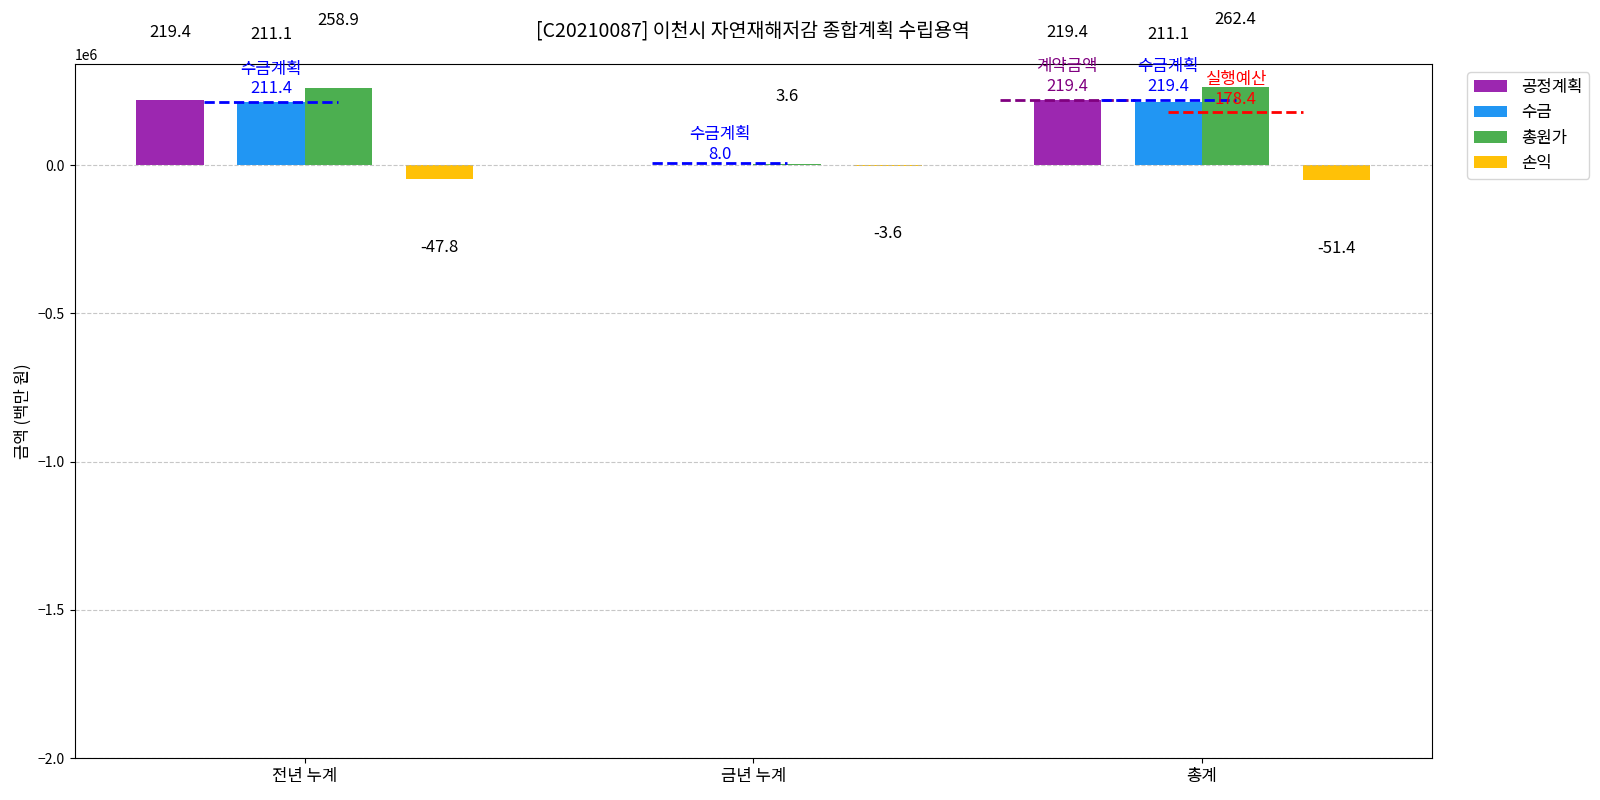 [C20210087] 이천시 자연재해저감 종합계획 수립용역
219.4
211.1
258.9
219.4
211.1
262.4
1e6
수금계획
211.4
3.6
수금계획
8.0
계약금액
219.4
수금계획
219.4
실행예산
178.4
공정계획
수금
총원가
손익
0.0
-47.8
-3.6
-51.4
−0.5
−1.0
−1.5
−2.0
금액 (백만 원)
전년 누계
금년 누계
총계